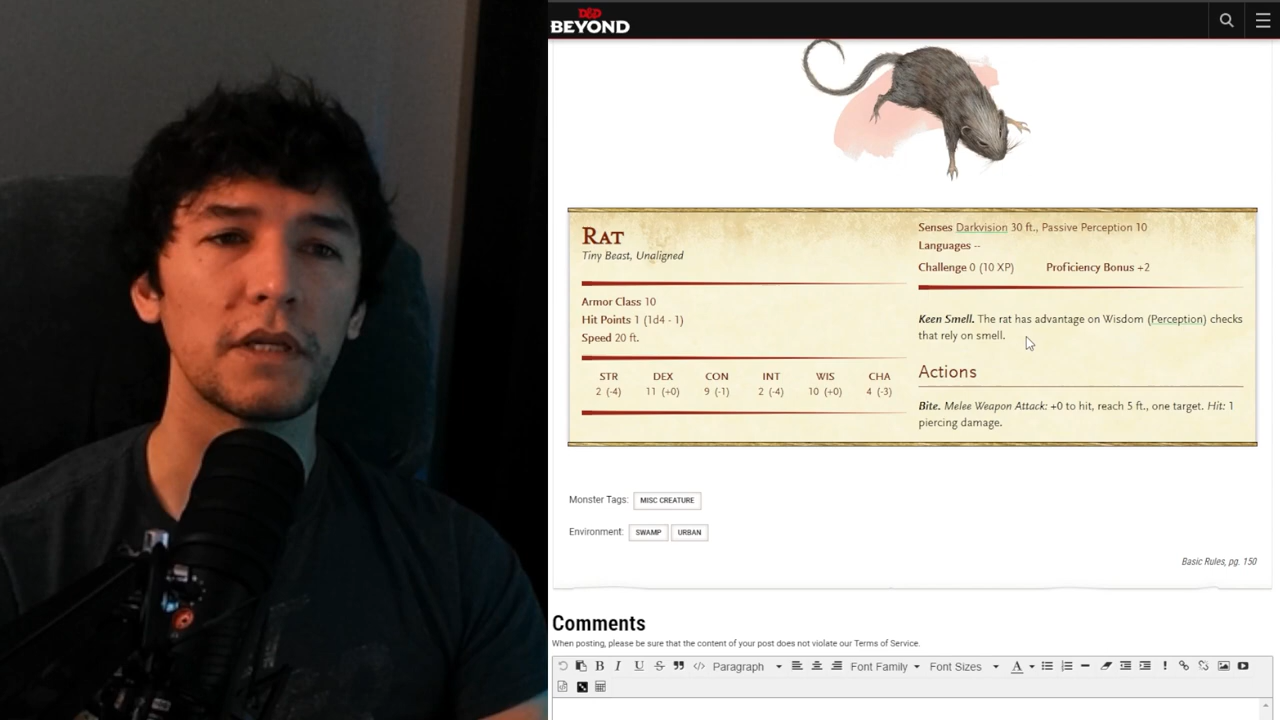 D&D
BEYOND
RAT
Tiny Beast, Unaligned
Armor Class 10
Hit Points 1 (1d4 - 1)
Speed 20 ft.
STR DEX CON INT WIS CHA
2 (-4) 11 (+0) 9 (-1) 2 (-4) 10 (+0) 4 (-3)
Senses Darkvision 30 ft., Passive Perception 10
Languages --
Challenge 0 (10 XP) Proficiency Bonus +2
Keen Smell. The rat has advantage on Wisdom (Perception) checks
that rely on smell.
Actions
Bite. Melee Weapon Attack: +0 to hit, reach 5 ft., one target. Hit: 1
piercing damage.
Monster Tags: MISC CREATURE
Environment: SWAMP URBAN
Basic Rules, pg. 150
Comments
When posting, please be sure that the content of your post does not violate our Terms of Service.
B I U S Paragraph Font Family Font Sizes A